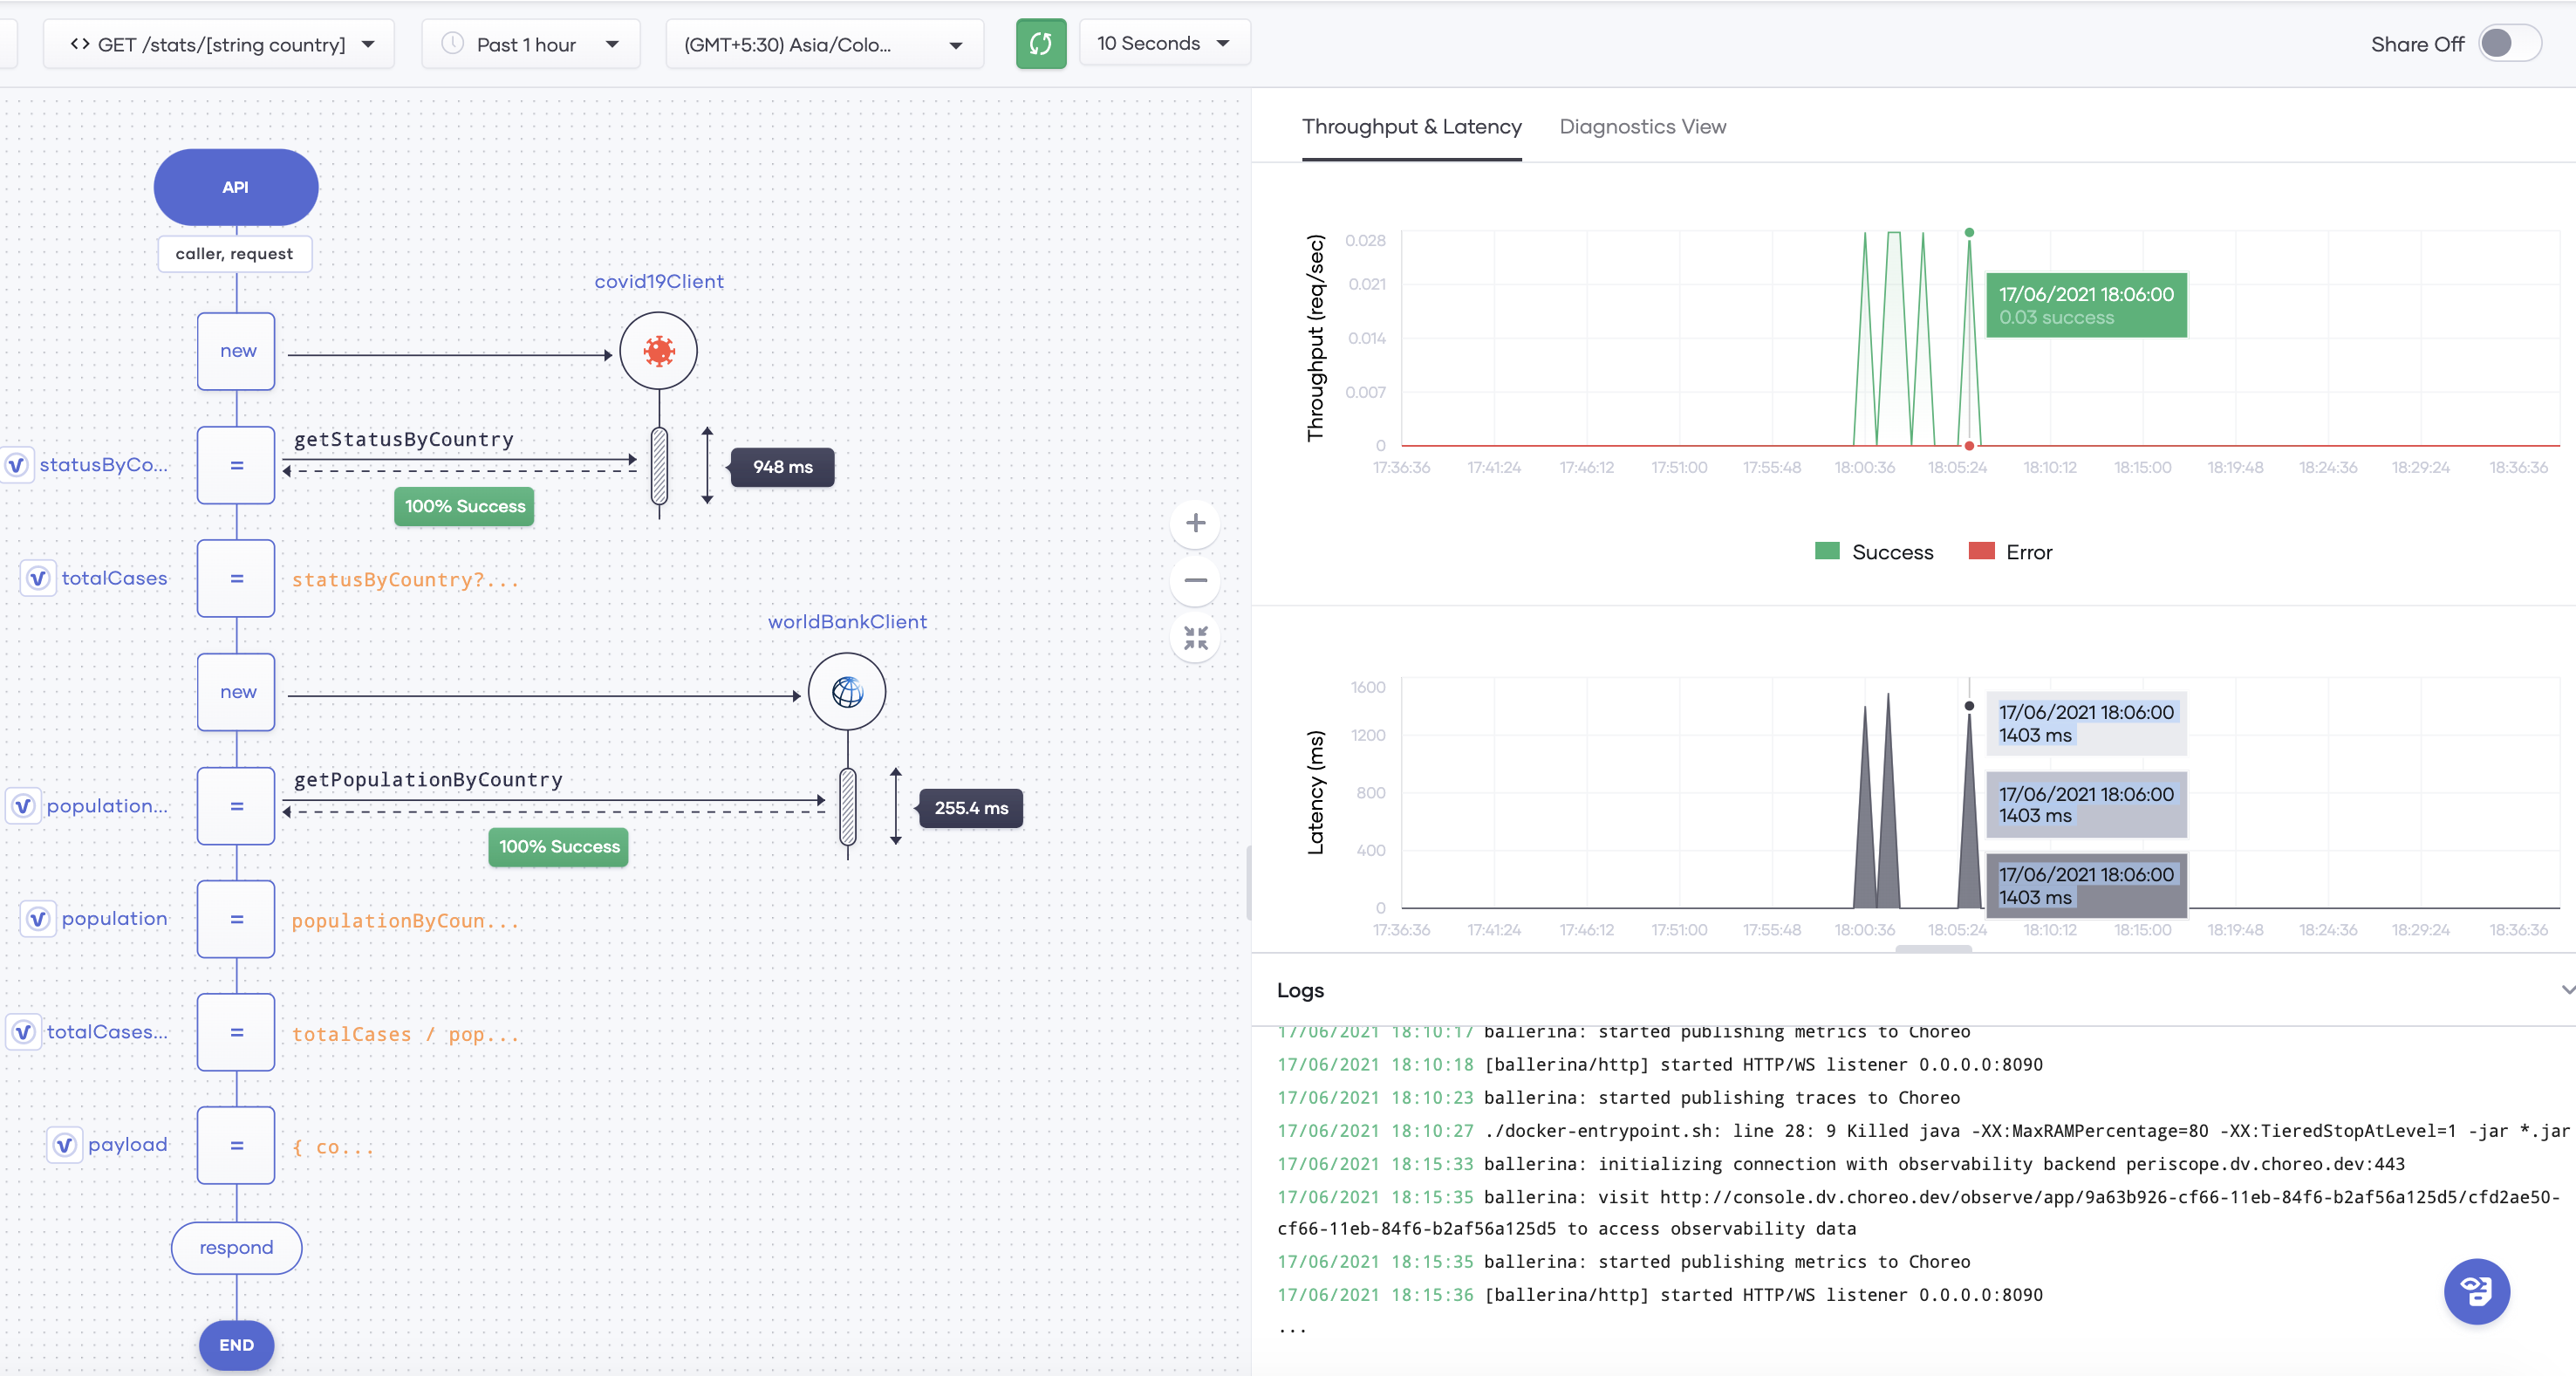 <> GET /stats/[string country]
Past 1 hour
(GMT+5:30) Asia/Colo...
10 Seconds
Share Off
API
caller, request
covid19Client
new
getStatusByCountry
statusByCo...
=
948 ms
100% Success
totalCases
=
statusByCountry?...
worldBankClient
new
getPopulationByCountry
population...
=
255.4 ms
100% Success
population
=
populationByCoun...
totalCases...
=
totalCases / pop...
payload
=
{ co...
respond
END
Throughput & Latency
Diagnostics View
Throughput (req/sec)
0.028
0.021
0.014
0.007
0
17/06/2021 18:06:00
0.03 success
17:36:36 17:41:24 17:46:12 17:51:00 17:55:48 18:00:36 18:05:24 18:10:12 18:15:00 18:19:48 18:24:36 18:29:24 18:36:36
Success Error
Latency (ms)
1600
1200
800
400
0
17/06/2021 18:06:00
1403 ms
17/06/2021 18:06:00
1403 ms
17/06/2021 18:06:00
1403 ms
17:36:36 17:41:24 17:46:12 17:51:00 17:55:48 18:00:36 18:05:24 18:10:12 18:15:00 18:19:48 18:24:36 18:29:24 18:36:36
Logs
17/06/2021 18:10:17 ballerina: started publishing metrics to Choreo
17/06/2021 18:10:18 [ballerina/http] started HTTP/WS listener 0.0.0.0:8090
17/06/2021 18:10:23 ballerina: started publishing traces to Choreo
17/06/2021 18:10:27 ./docker-entrypoint.sh: line 28: 9 Killed java -XX:MaxRAMPercentage=80 -XX:TieredStopAtLevel=1 -jar *.jar
17/06/2021 18:15:33 ballerina: initializing connection with observability backend periscope.dv.choreo.dev:443
17/06/2021 18:15:35 ballerina: visit http://console.dv.choreo.dev/observe/app/9a63b926-cf66-11eb-84f6-b2af56a125d5/cfd2ae50-
cf66-11eb-84f6-b2af56a125d5 to access observability data
17/06/2021 18:15:35 ballerina: started publishing metrics to Choreo
17/06/2021 18:15:36 [ballerina/http] started HTTP/WS listener 0.0.0.0:8090
...